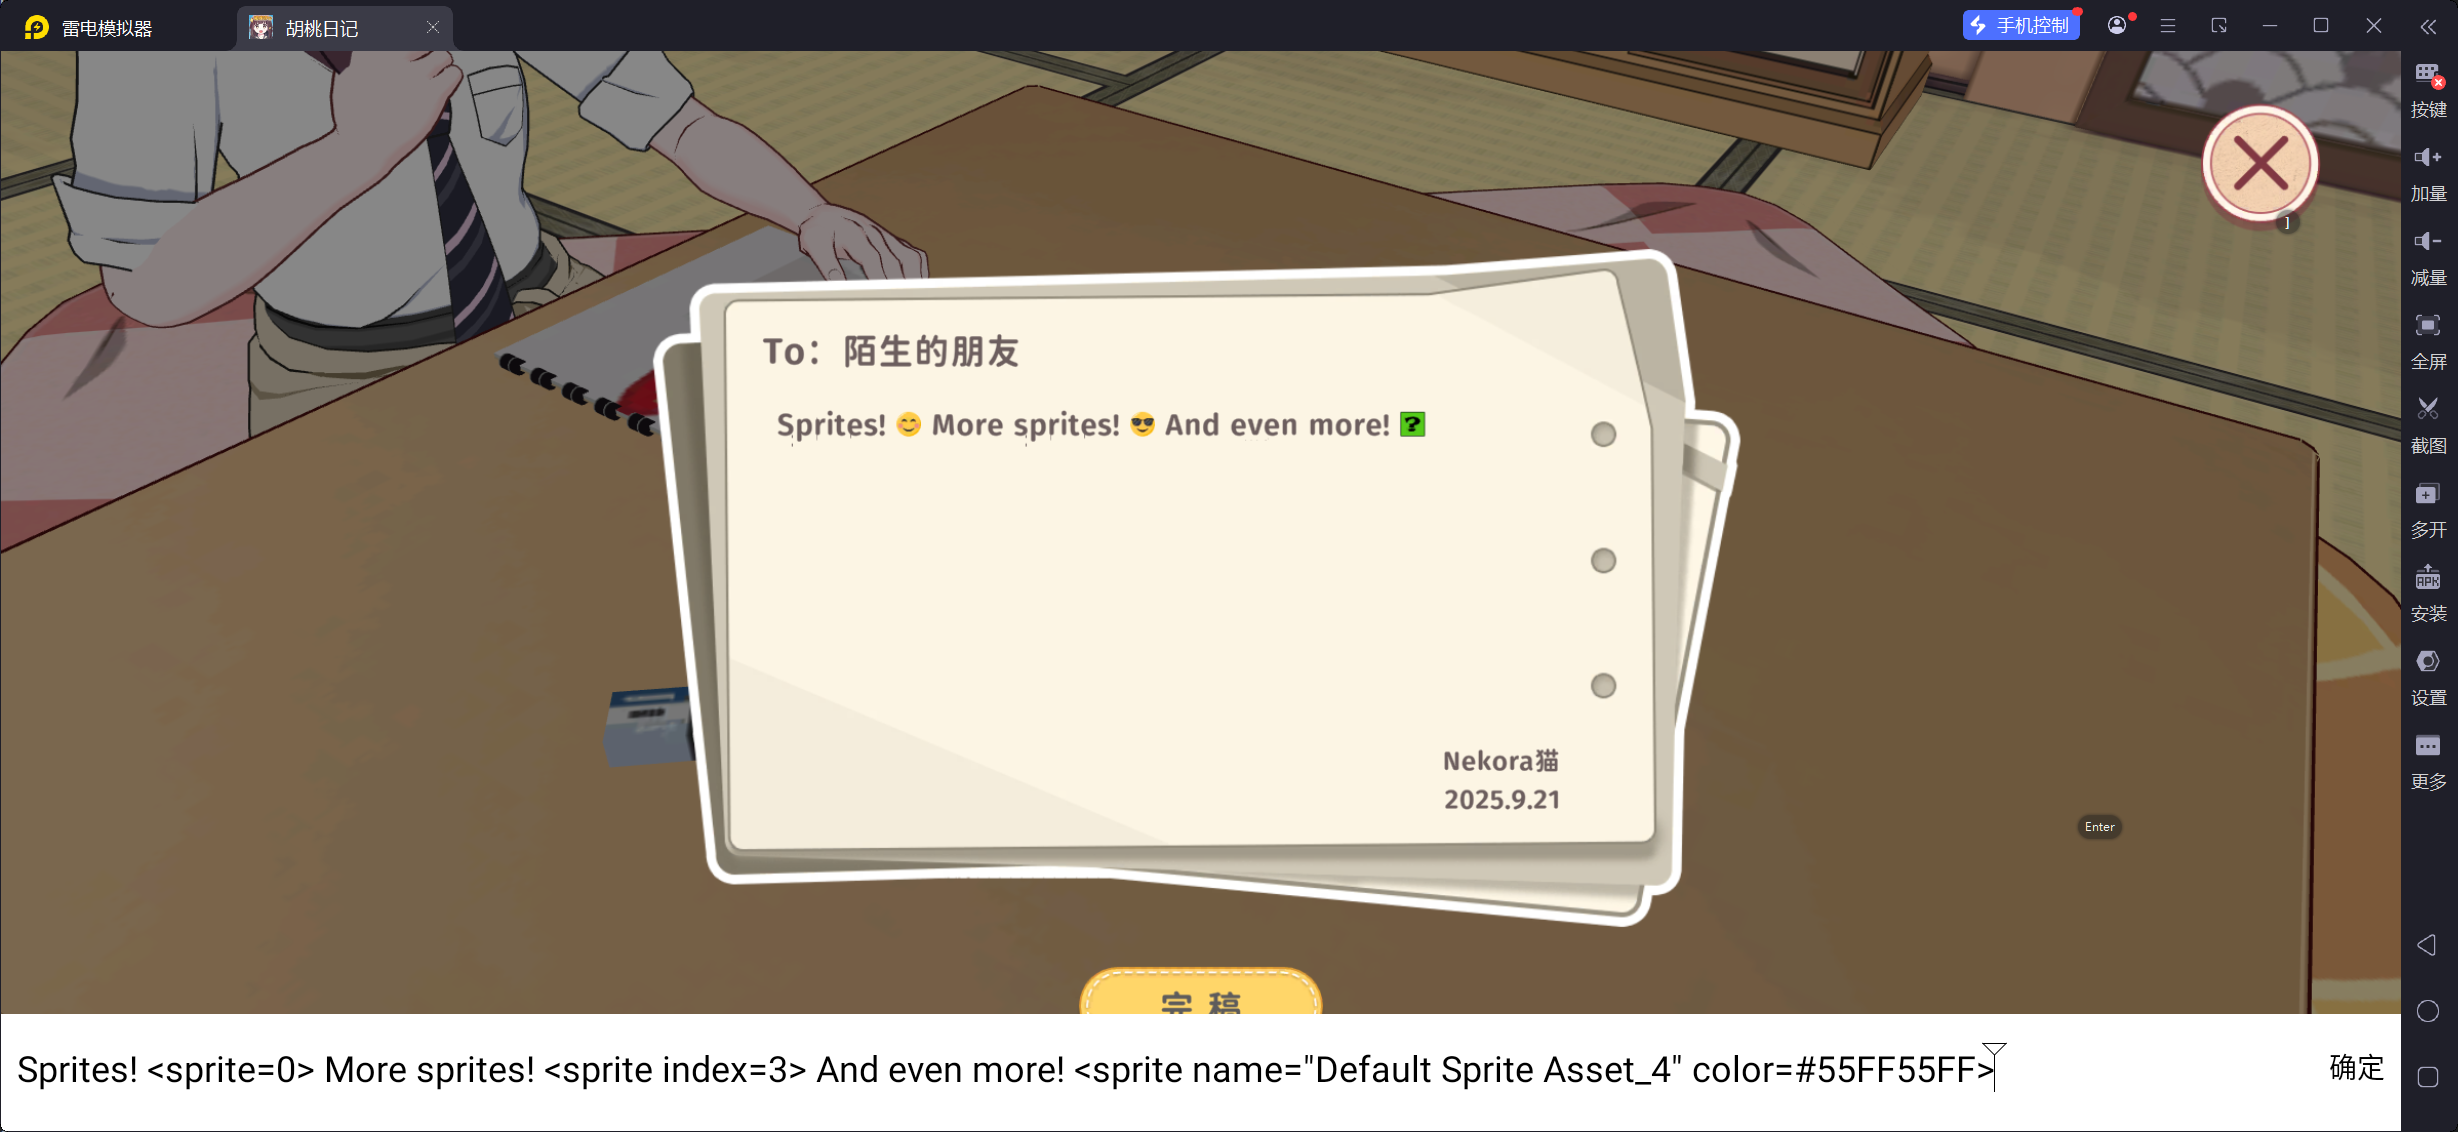 雷电模拟器
胡桃日记
手机控制
按键
加量
减量
全屏
截图
多开
APK
安装
设置
更多
]
To：陌生的朋友
Sprites! 😊 More sprites! 😎 And even more! ?
Nekora猫
2025.9.21
Enter
完稿
Sprites! <sprite=0> More sprites! <sprite index=3> And even more! <sprite name="Default Sprite Asset_4" color=#55FF55FF>
确定